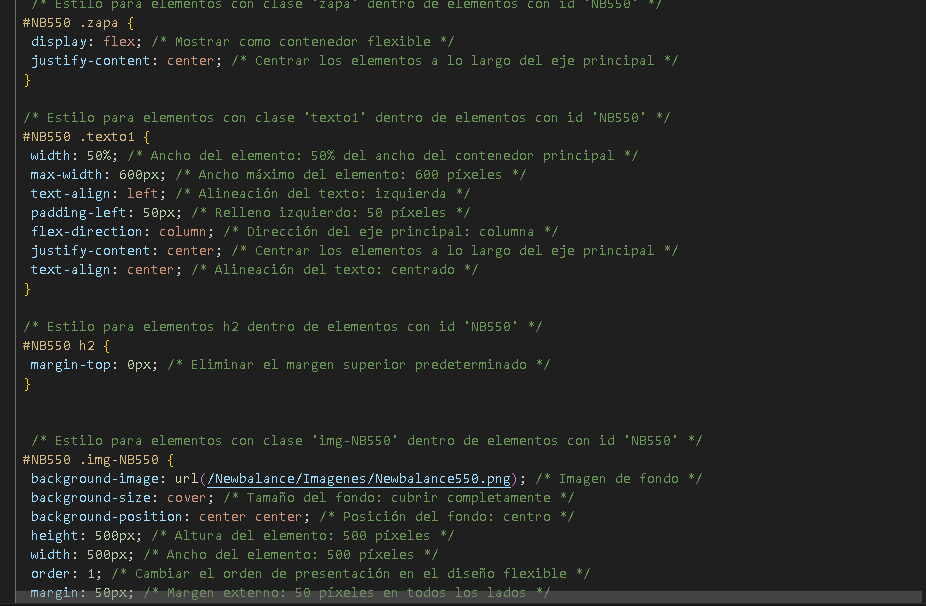 /* Estilo para elementos con clase 'zapa' dentro de elementos con id 'NB550' */
#NB550 .zapa {
display: flex; /* Mostrar como contenedor flexible */
justify-content: center; /* Centrar los elementos a lo largo del eje principal */
}
/* Estilo para elementos con clase 'texto1' dentro de elementos con id 'NB550' */
#NB550 .texto1 {
width: 50%; /* Ancho del elemento: 50% del ancho del contenedor principal */
max-width: 600px; /* Ancho máximo del elemento: 600 píxeles */
text-align: left; /* Alineación del texto: izquierda */
padding-left: 50px; /* Relleno izquierdo: 50 píxeles */
flex-direction: column; /* Dirección del eje principal: columna */
justify-content: center; /* Centrar los elementos a lo largo del eje principal */
text-align: center; /* Alineación del texto: centrado */
}
/* Estilo para elementos h2 dentro de elementos con id 'NB550' */
#NB550 h2 {
margin-top: 0px; /* Eliminar el margen superior predeterminado */
}
/* Estilo para elementos con clase 'img-NB550' dentro de elementos con id 'NB550' */
#NB550 .img-NB550 {
background-image: url(/Newbalance/Imagenes/Newbalance550.png); /* Imagen de fondo */
background-size: cover; /* Tamaño del fondo: cubrir completamente */
background-position: center center; /* Posición del fondo: centro */
height: 500px; /* Altura del elemento: 500 píxeles */
width: 500px; /* Ancho del elemento: 500 píxeles */
order: 1; /* Cambiar el orden de presentación en el diseño flexible */
margin: 50px; /* Margen externo: 50 píxeles en todos los lados */